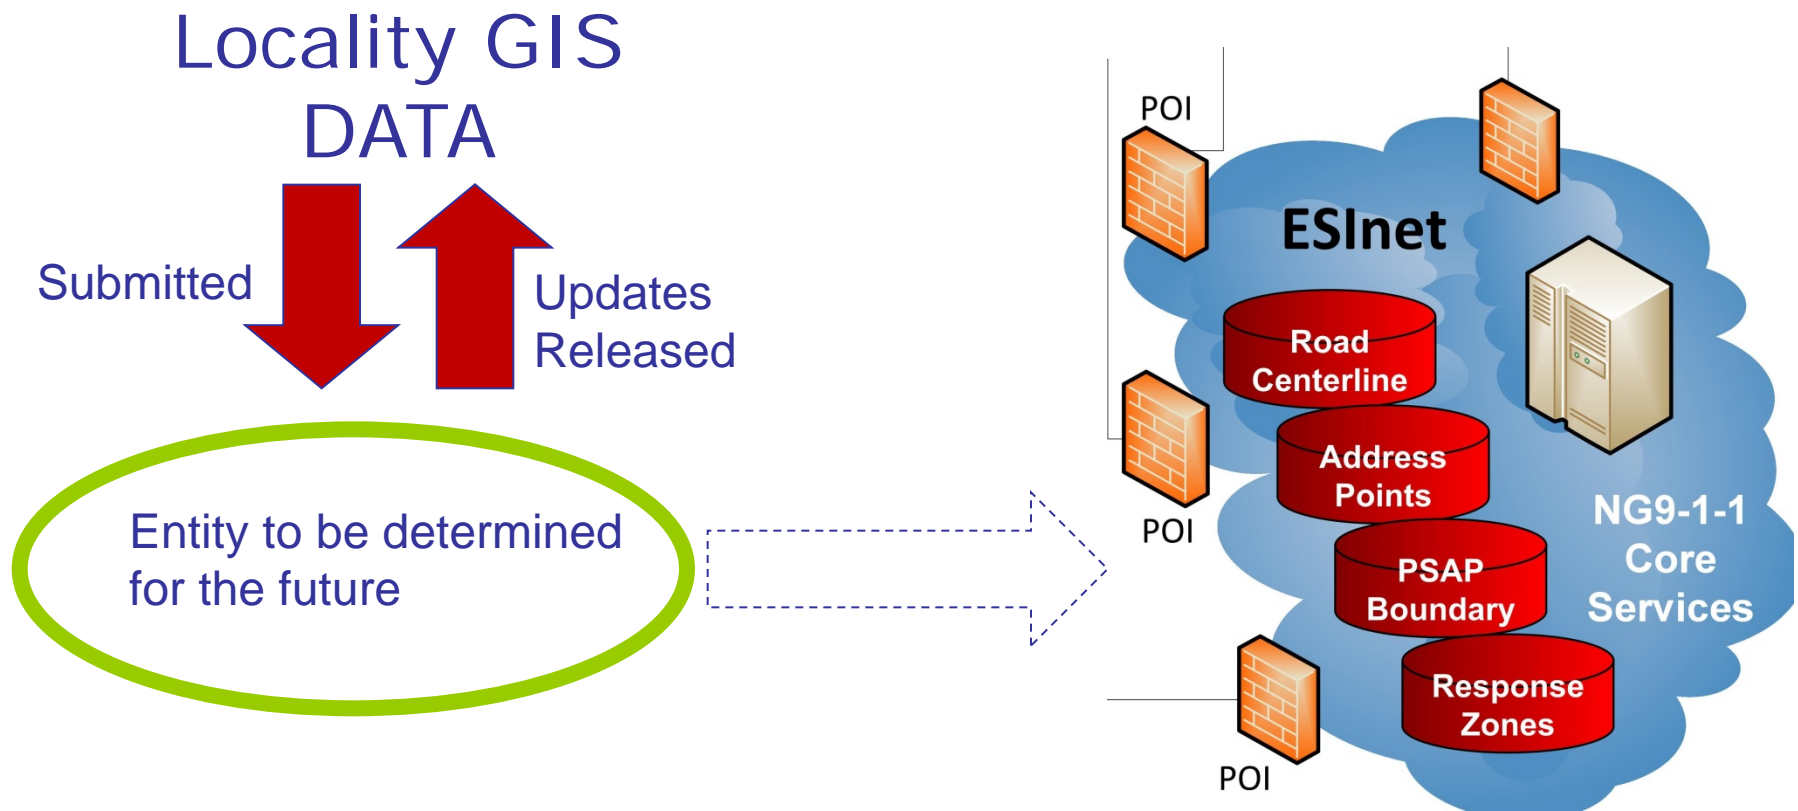 Locality GIS
DATA
Submitted
Updates
Released
Entity to be determined
for the future
POI
ESInet
Road
Centerline
Address
Points
POI
NG9-1-1
Core
Services
PSAP
Boundary
Response
Zones
POI